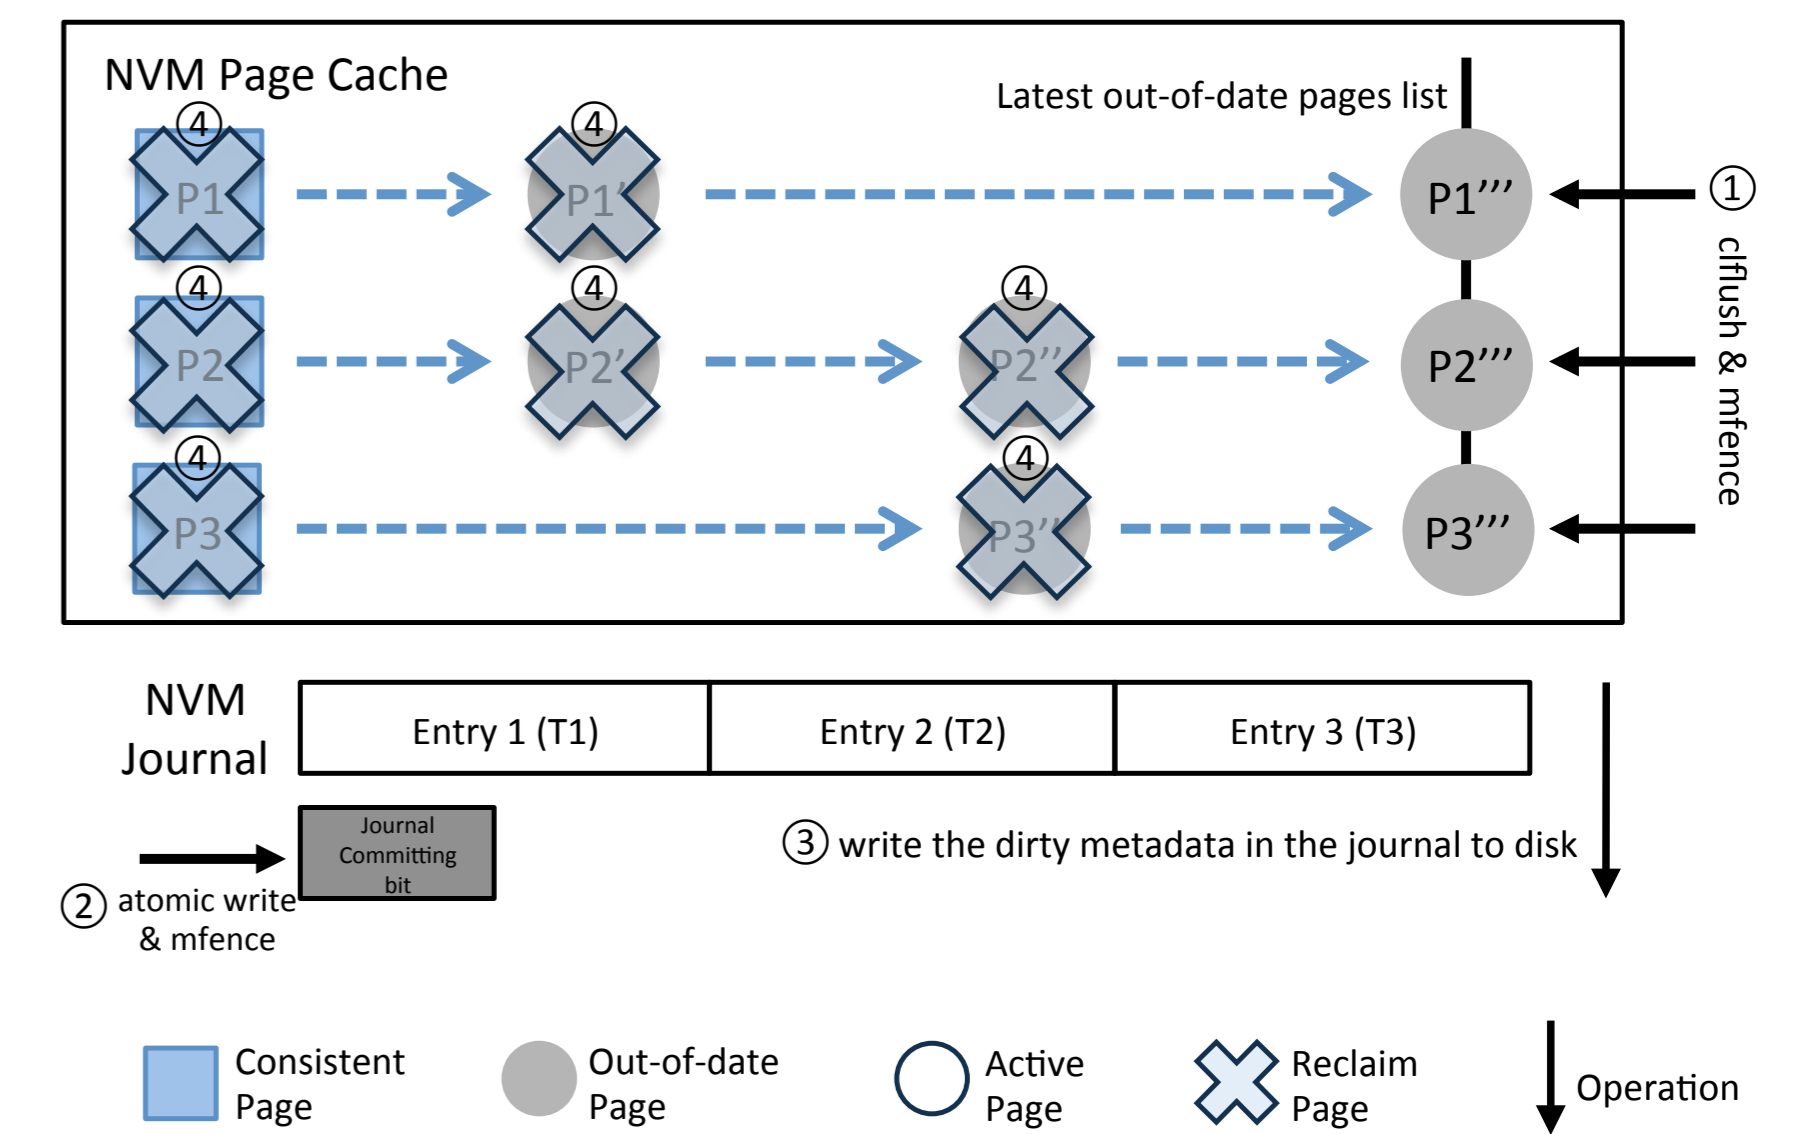 NVM Page Cache
Latest out-of-date pages list
④ ④
P1 P1’ P1’’’
①
④ ④ ④
P2 P2’ P2’’ P2’’’
④ ④
P3 P3’’ P3’’’
clflush & mfence
NVM
Journal
Entry 1 (T1) Entry 2 (T2) Entry 3 (T3)
Journal
Committing
bit
② atomic write
& mfence
③ write the dirty metadata in the journal to disk
Consistent
Page
Out-of-date
Page
Active
Page
Reclaim
Page
Operation